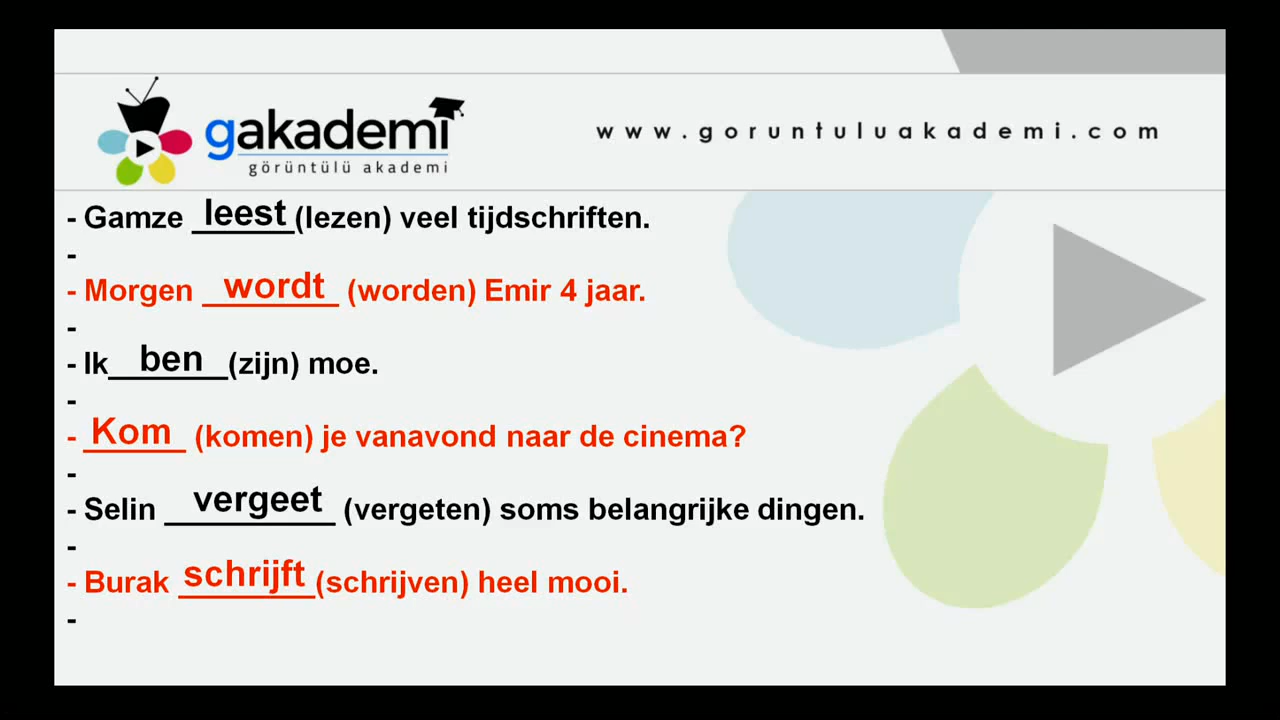 gakademi
görüntülü akademi
www.goruntuluakademi.com
- Gamze leest (lezen) veel tijdschriften.
-
- Morgen wordt (worden) Emir 4 jaar.
-
- Ik ben (zijn) moe.
-
- Kom (komen) je vanavond naar de cinema?
-
- Selin vergeet (vergeten) soms belangrijke dingen.
-
- Burak schrijft (schrijven) heel mooi.
-